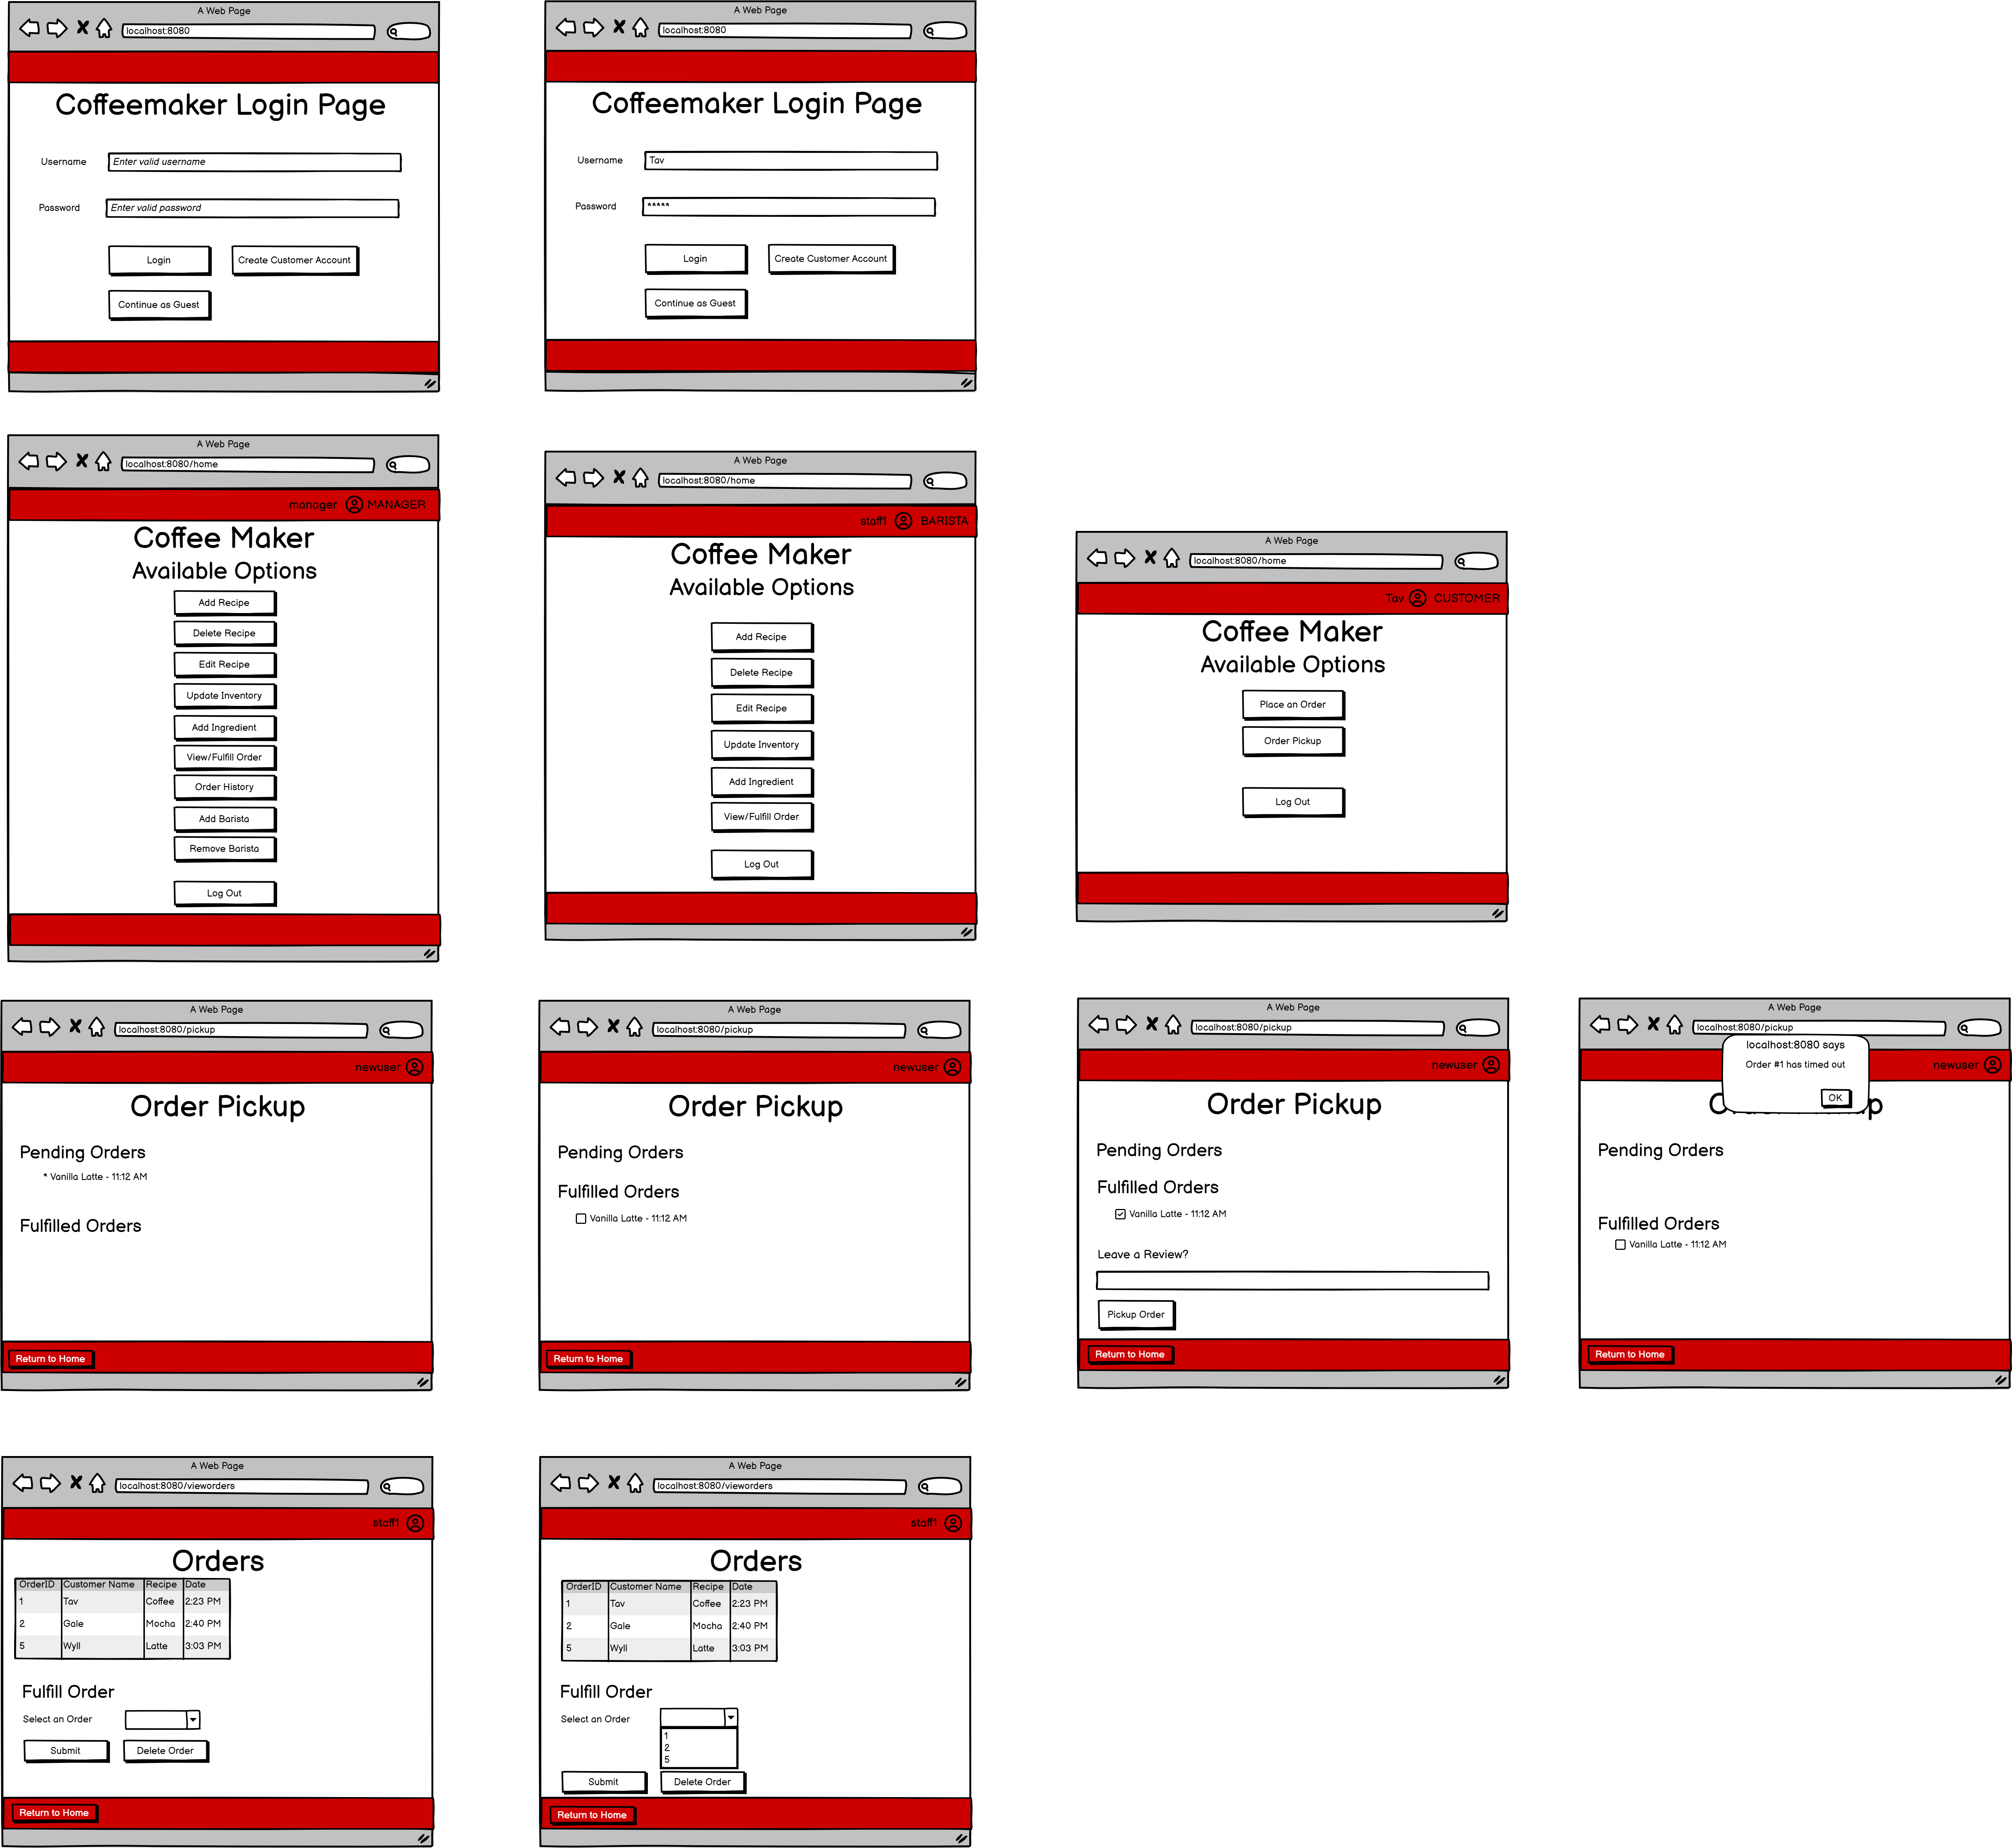 A Web Page
localhost:8080
Coffeemaker Login Page
Username
Enter valid username
Password
Enter valid password
Login
Create Customer Account
Continue as Guest
A Web Page
localhost:8080
Coffeemaker Login Page
Username
Tav
Password
*****
Login
Create Customer Account
Continue as Guest
A Web Page
localhost:8080/home
manager MANAGER
Coffee Maker
Available Options
Add Recipe
Delete Recipe
Edit Recipe
Update Inventory
Add Ingredient
View/Fulfill Order
Order History
Add Barista
Remove Barista
Log Out
A Web Page
localhost:8080/home
staff1 BARISTA
Coffee Maker
Available Options
Add Recipe
Delete Recipe
Edit Recipe
Update Inventory
Add Ingredient
View/Fulfill Order
Log Out
A Web Page
localhost:8080/home
Tav CUSTOMER
Coffee Maker
Available Options
Place an Order
Order Pickup
Log Out
A Web Page
localhost:8080/pickup
newuser
Order Pickup
Pending Orders
* Vanilla Latte - 11:12 AM
Fulfilled Orders
Return to Home
A Web Page
localhost:8080/pickup
newuser
Order Pickup
Pending Orders
Fulfilled Orders
Vanilla Latte - 11:12 AM
Return to Home
A Web Page
localhost:8080/pickup
newuser
Order Pickup
Pending Orders
Fulfilled Orders
Vanilla Latte - 11:12 AM
Leave a Review?
Pickup Order
Return to Home
A Web Page
localhost:8080/pickup
localhost:8080 says
Order #1 has timed out
OK
newuser
Pending Orders
Fulfilled Orders
Vanilla Latte - 11:12 AM
Return to Home
A Web Page
localhost:8080/vieworders
staff1
Orders
OrderID Customer Name Recipe Date
1 Tav Coffee 2:23 PM
2 Gale Mocha 2:40 PM
5 Wyll Latte 3:03 PM
Fulfill Order
Select an Order
Submit
Delete Order
Return to Home
A Web Page
localhost:8080/vieworders
staff1
Orders
OrderID Customer Name Recipe Date
1 Tav Coffee 2:23 PM
2 Gale Mocha 2:40 PM
5 Wyll Latte 3:03 PM
Fulfill Order
Select an Order
1
2
5
Submit
Delete Order
Return to Home